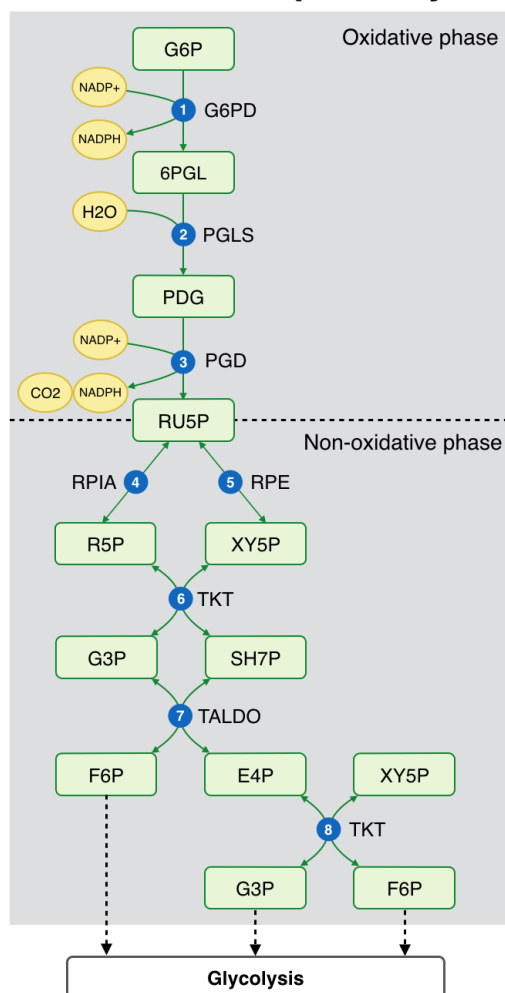 G6P
Oxidative phase
NADP+
1 G6PD
NADPH
6PGL
H2O
2 PGLS
PDG
NADP+
3 PGD
CO2 NADPH
RU5P
Non-oxidative phase
RPIA 4 5 RPE
R5P XY5P
6 TKT
G3P SH7P
7 TALDO
F6P E4P XY5P
8 TKT
G3P F6P
Glycolysis